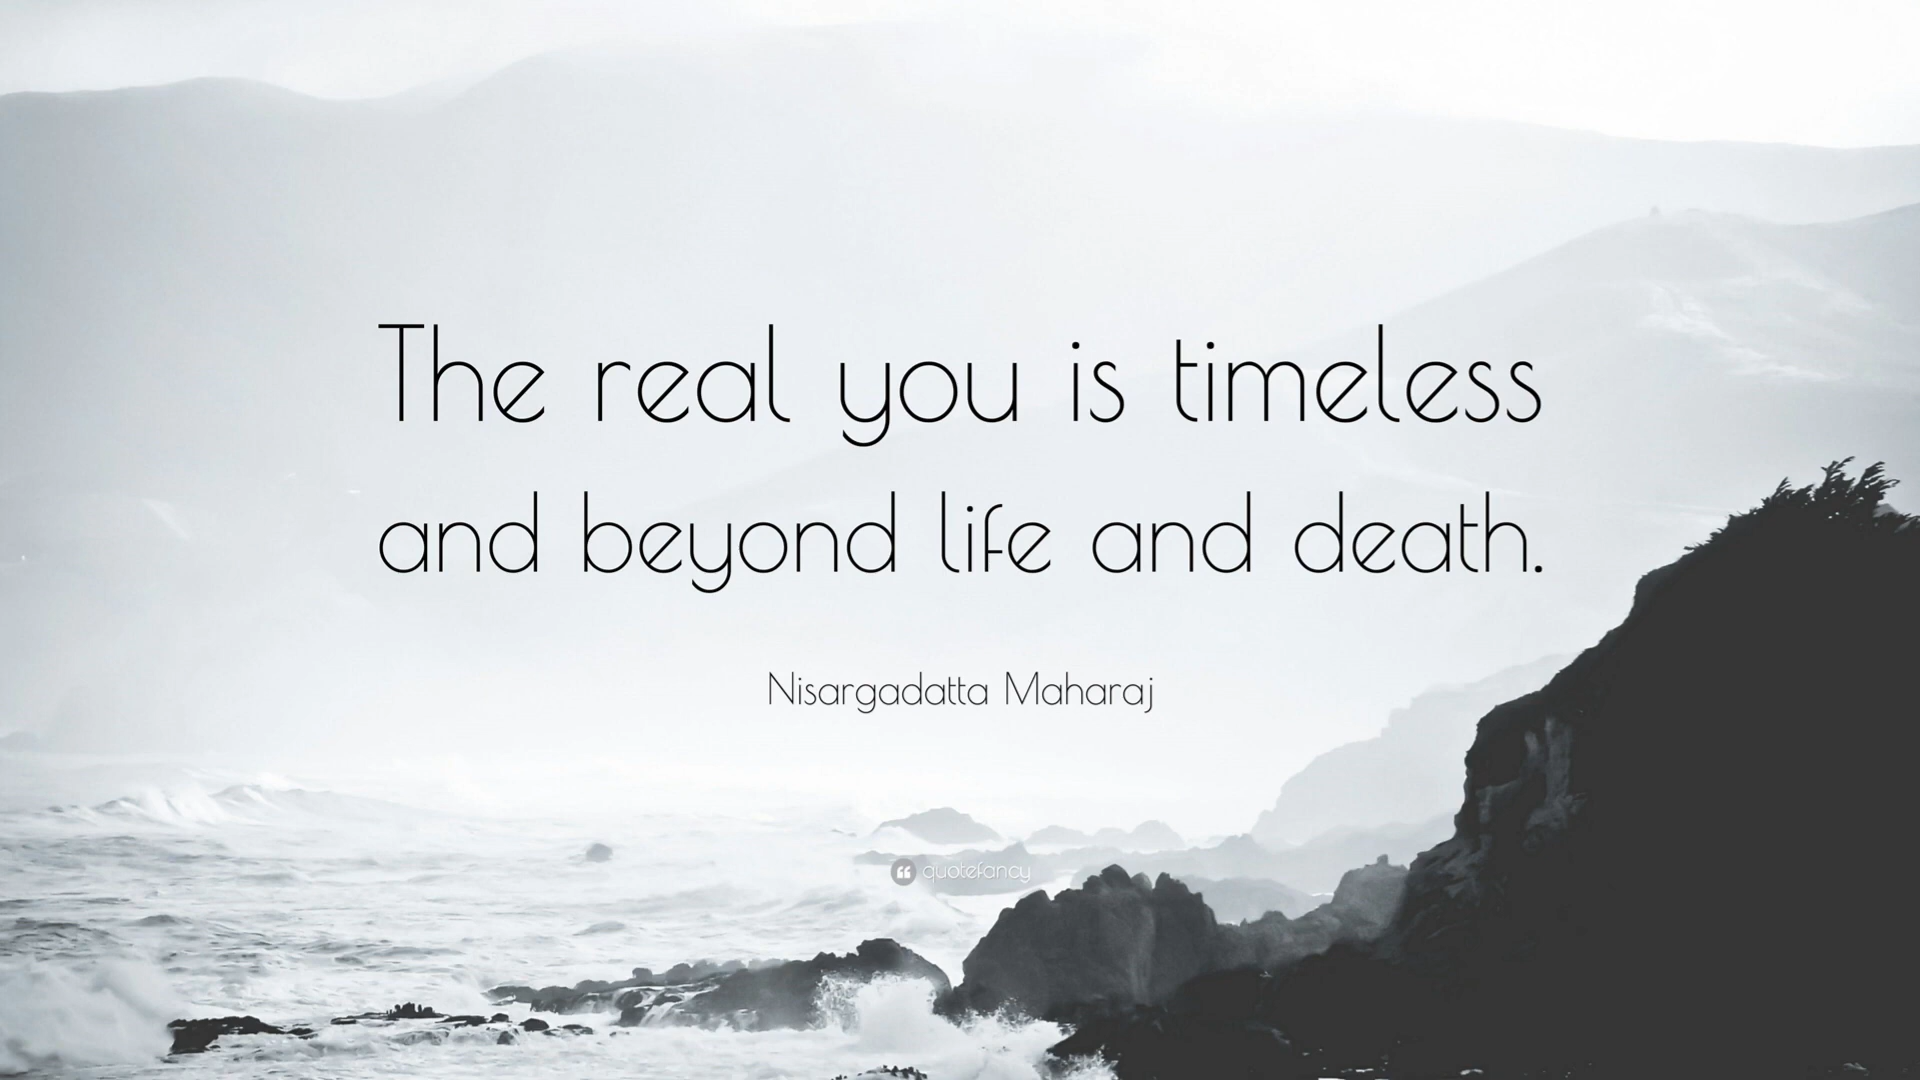 The real you is timeless
and beyond life and death.
Nisargadatta Maharaj
quotefancy